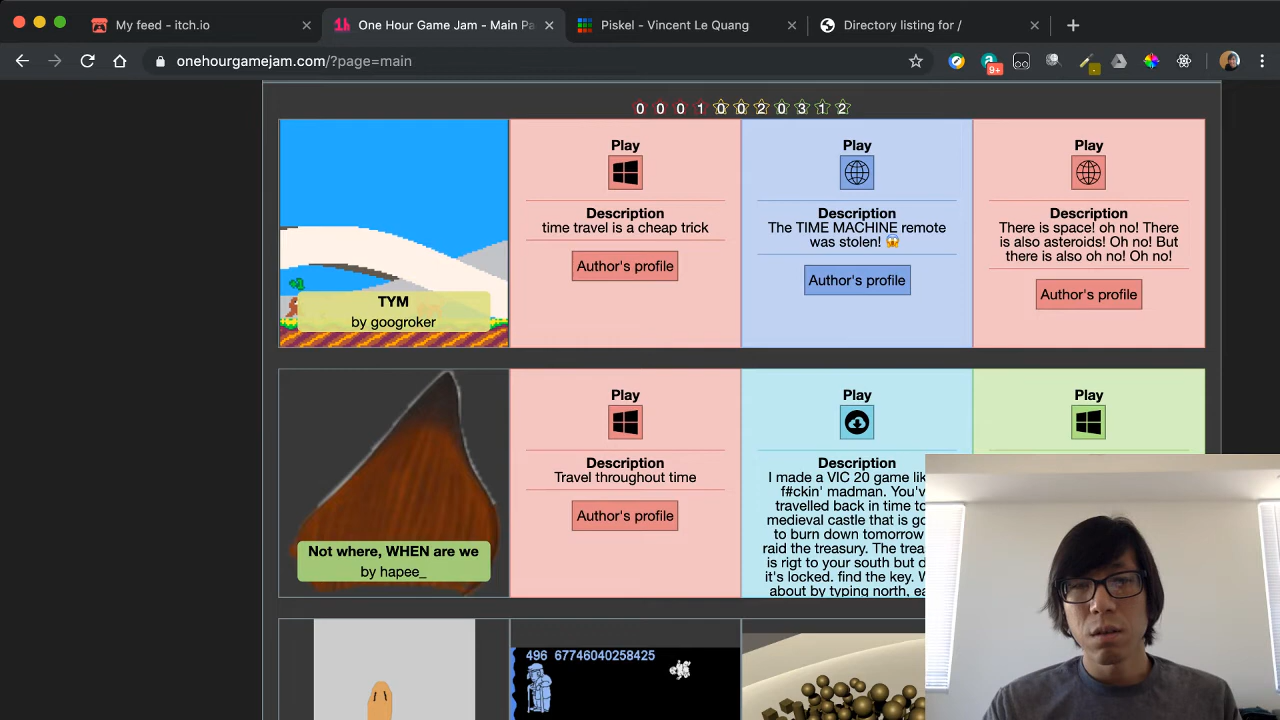 My feed - itch.io
One Hour Game Jam - Main Pa
Piskel - Vincent Le Quang
Directory listing for /
onehourgamejam.com/?page=main
9+
0 0 0 1 0 0 2 0 3 1 2
TYM
by googroker
Play
Description
time travel is a cheap trick
Author's profile
Play
Description
The TIME MACHINE remote
was stolen! 😱
Author's profile
Play
Description
There is space! oh no! There
is also asteroids! Oh no! But
there is also oh no! Oh no!
Author's profile
Not where, WHEN are we
by hapee_
Play
Description
Travel throughout time
Author's profile
Play
Description
I made a VIC 20 game lik
f#ckin' madman. You'v
travelled back in time to
medieval castle that is go
to burn down tomorrow
raid the treasury. The trea
is rigt to your south but d
it's locked. find the key. W
about by typing north, ea
Play
496 67746040258425